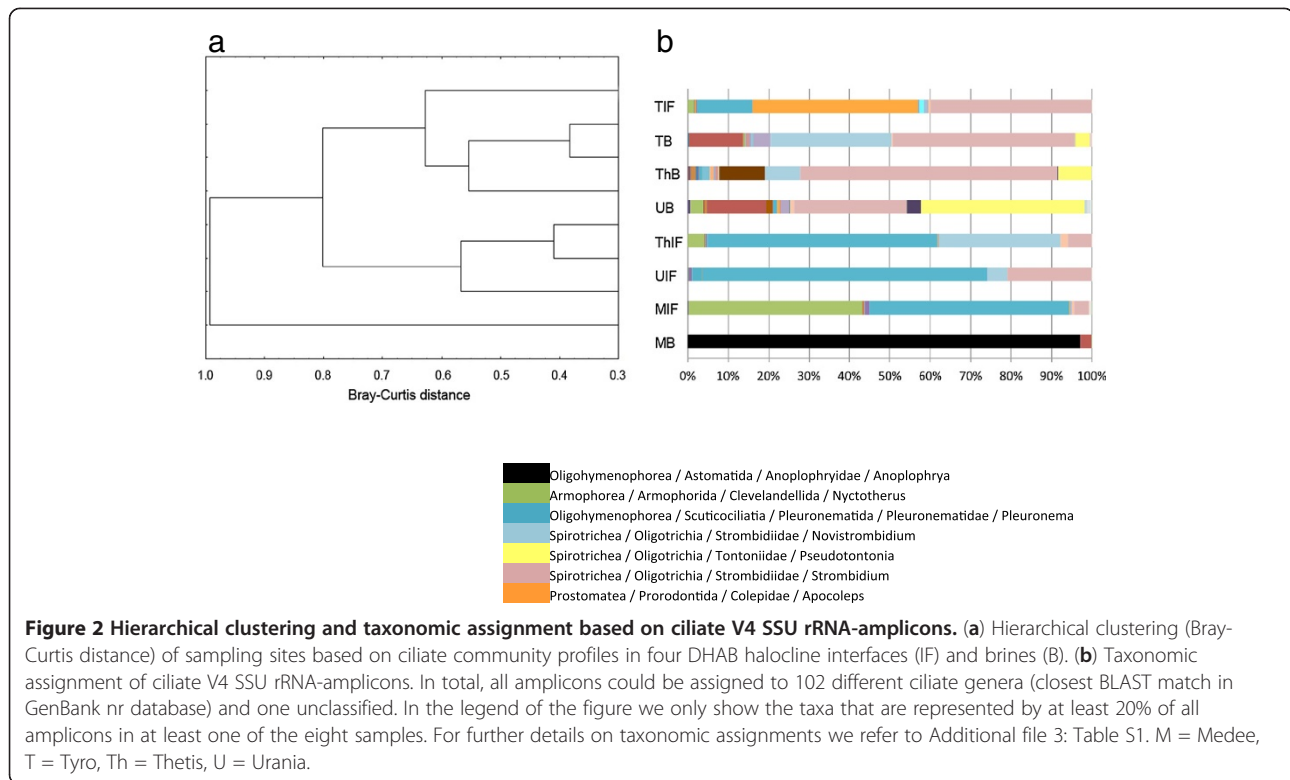 a
b
TIF
TB
ThB
UB
ThIF
UIF
MIF
MB
1.0 0.9 0.8 0.7 0.6 0.5 0.4 0.3
Bray-Curtis distance
0% 10% 20% 30% 40% 50% 60% 70% 80% 90% 100%
Oligohymenophorea / Astomatida / Anoplophryidae / Anoplophrya
Armophorea / Armophorida / Clevelandellida / Nyctotherus
Oligohymenophorea / Scuticociliatia / Pleuronematida / Pleuronematidae / Pleuronema
Spirotrichea / Oligotrichia / Strombidiidae / Novistrombidium
Spirotrichea / Oligotrichia / Tontoniidae / Pseudotontonia
Spirotrichea / Oligotrichia / Strombidiidae / Strombidium
Prostomatea / Prorodontida / Colepidae / Apocoleps
Figure 2 Hierarchical clustering and taxonomic assignment based on ciliate V4 SSU rRNA-amplicons. (a) Hierarchical clustering (Bray-
Curtis distance) of sampling sites based on ciliate community profiles in four DHAB halocline interfaces (IF) and brines (B). (b) Taxonomic
assignment of ciliate V4 SSU rRNA-amplicons. In total, all amplicons could be assigned to 102 different ciliate genera (closest BLAST match in
GenBank nr database) and one unclassified. In the legend of the figure we only show the taxa that are represented by at least 20% of all
amplicons in at least one of the eight samples. For further details on taxonomic assignments we refer to Additional file 3: Table S1. M = Medee,
T = Tyro, Th = Thetis, U = Urania.